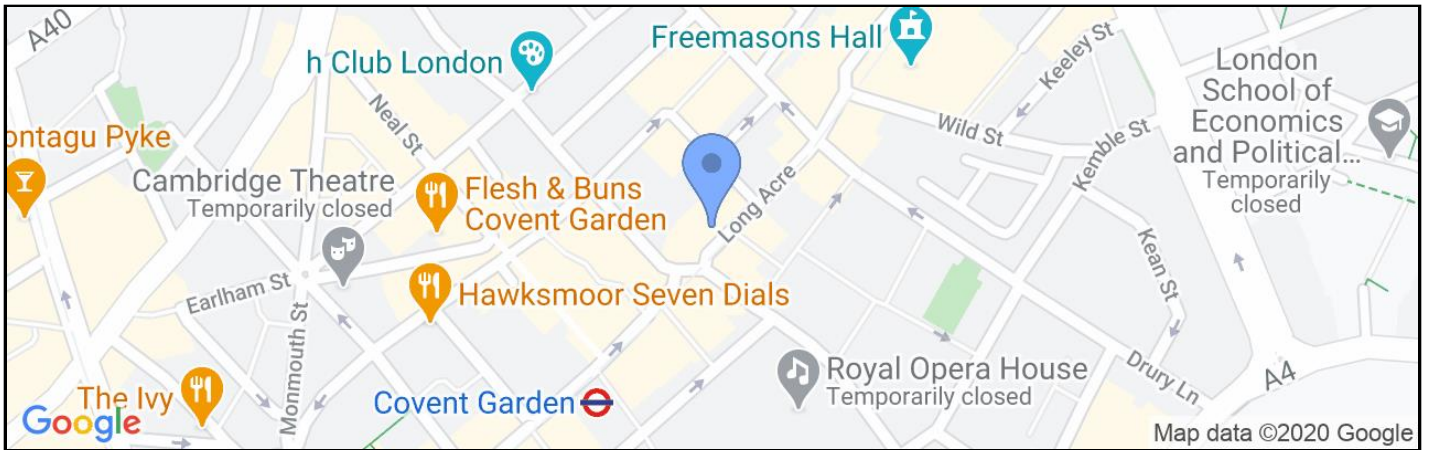 A40
h Club London
Freemasons Hall
Keeley St
London
School of
Economics
and Political...
Temporarily
closed
Neal St
Wild St
Kemble St
ontagu Pyke
Cambridge Theatre
Temporarily closed
Flesh & Buns
Covent Garden
Long Acre
Kean St
Earlham St
Hawksmoor Seven Dials
Monmouth St
Royal Opera House
Temporarily closed
Drury Ln
A4
The Ivy
Covent Garden
Google
Map data ©2020 Google